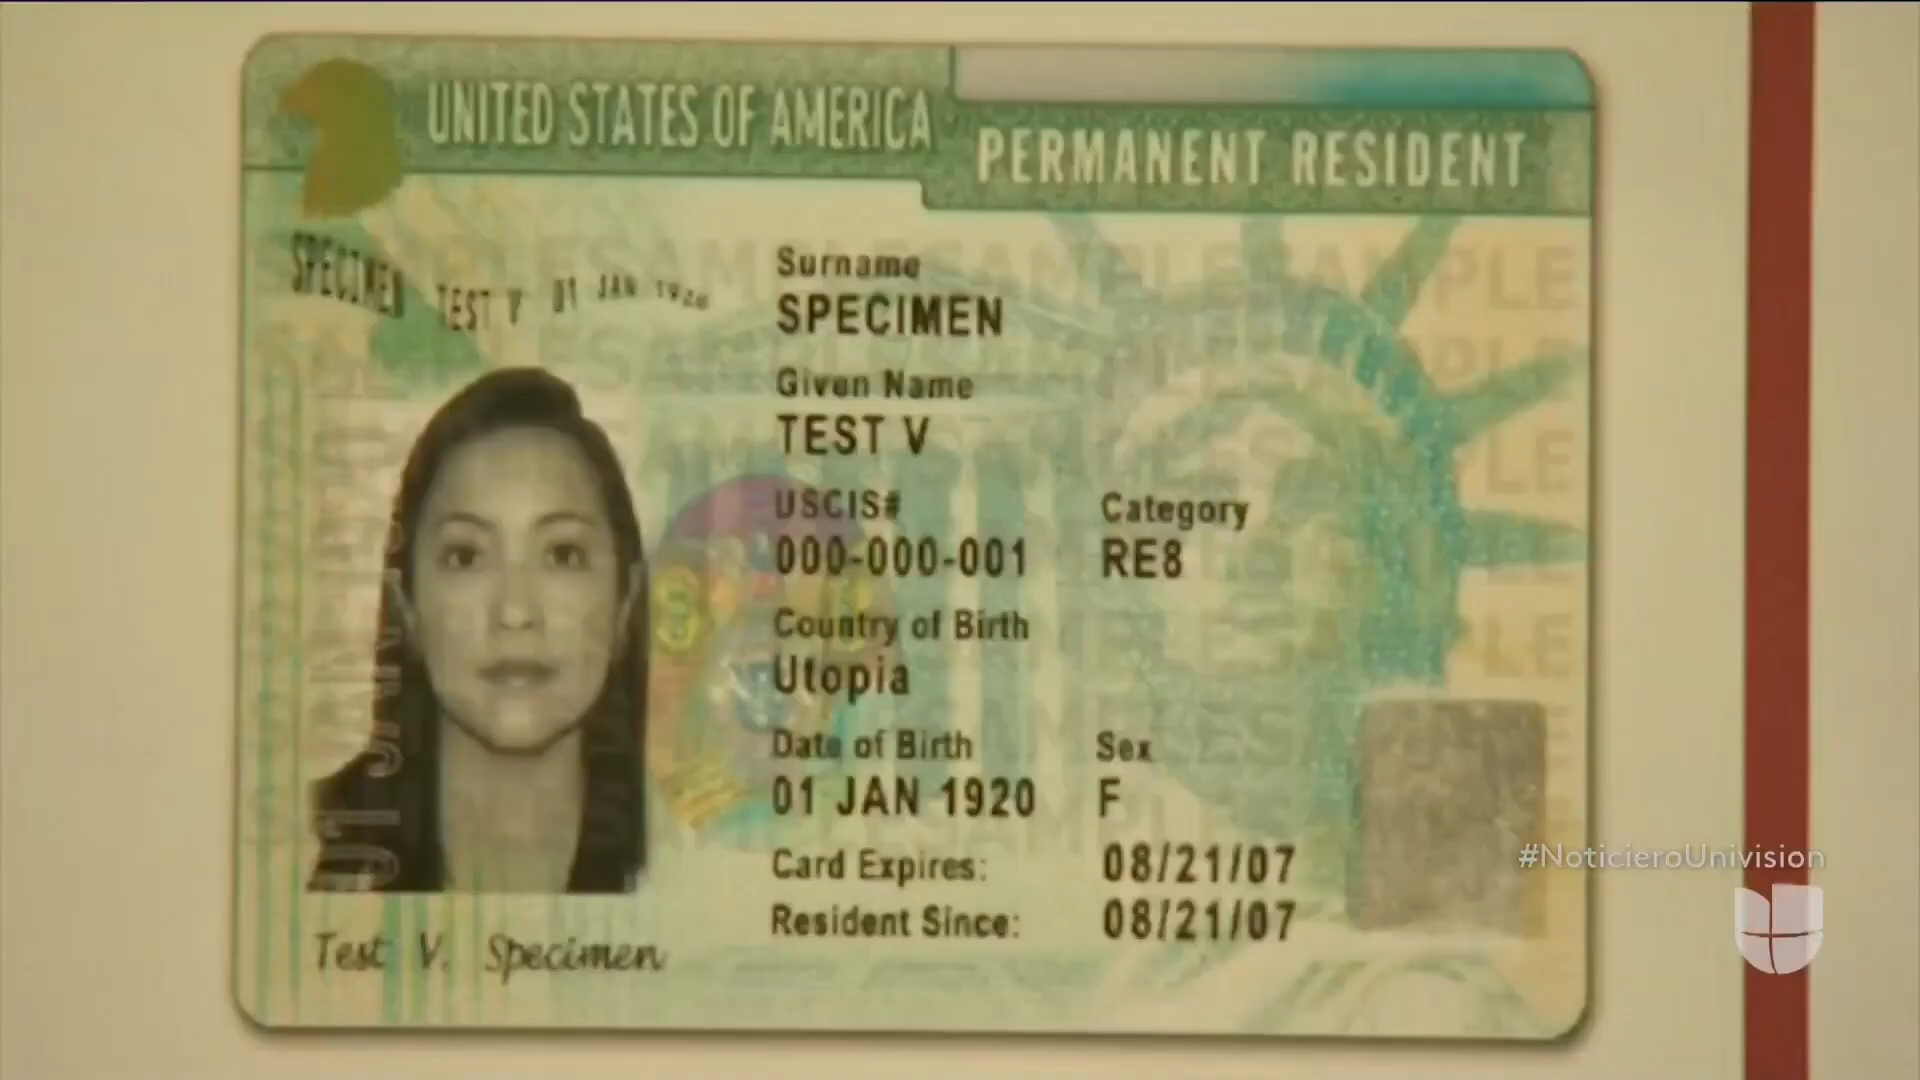 UNITED STATES OF AMERICA
PERMANENT RESIDENT
SPECIMEN TEST V 01 JAN 1920
Surname
SPECIMEN
Given Name
TEST V
USCIS#
000-000-001
Category
RE8
Country of Birth
Utopia
Date of Birth
01 JAN 1920
Sex
F
Card Expires: 08/21/07
Resident Since: 08/21/07
Test V. Specimen
#NoticieroUnivision